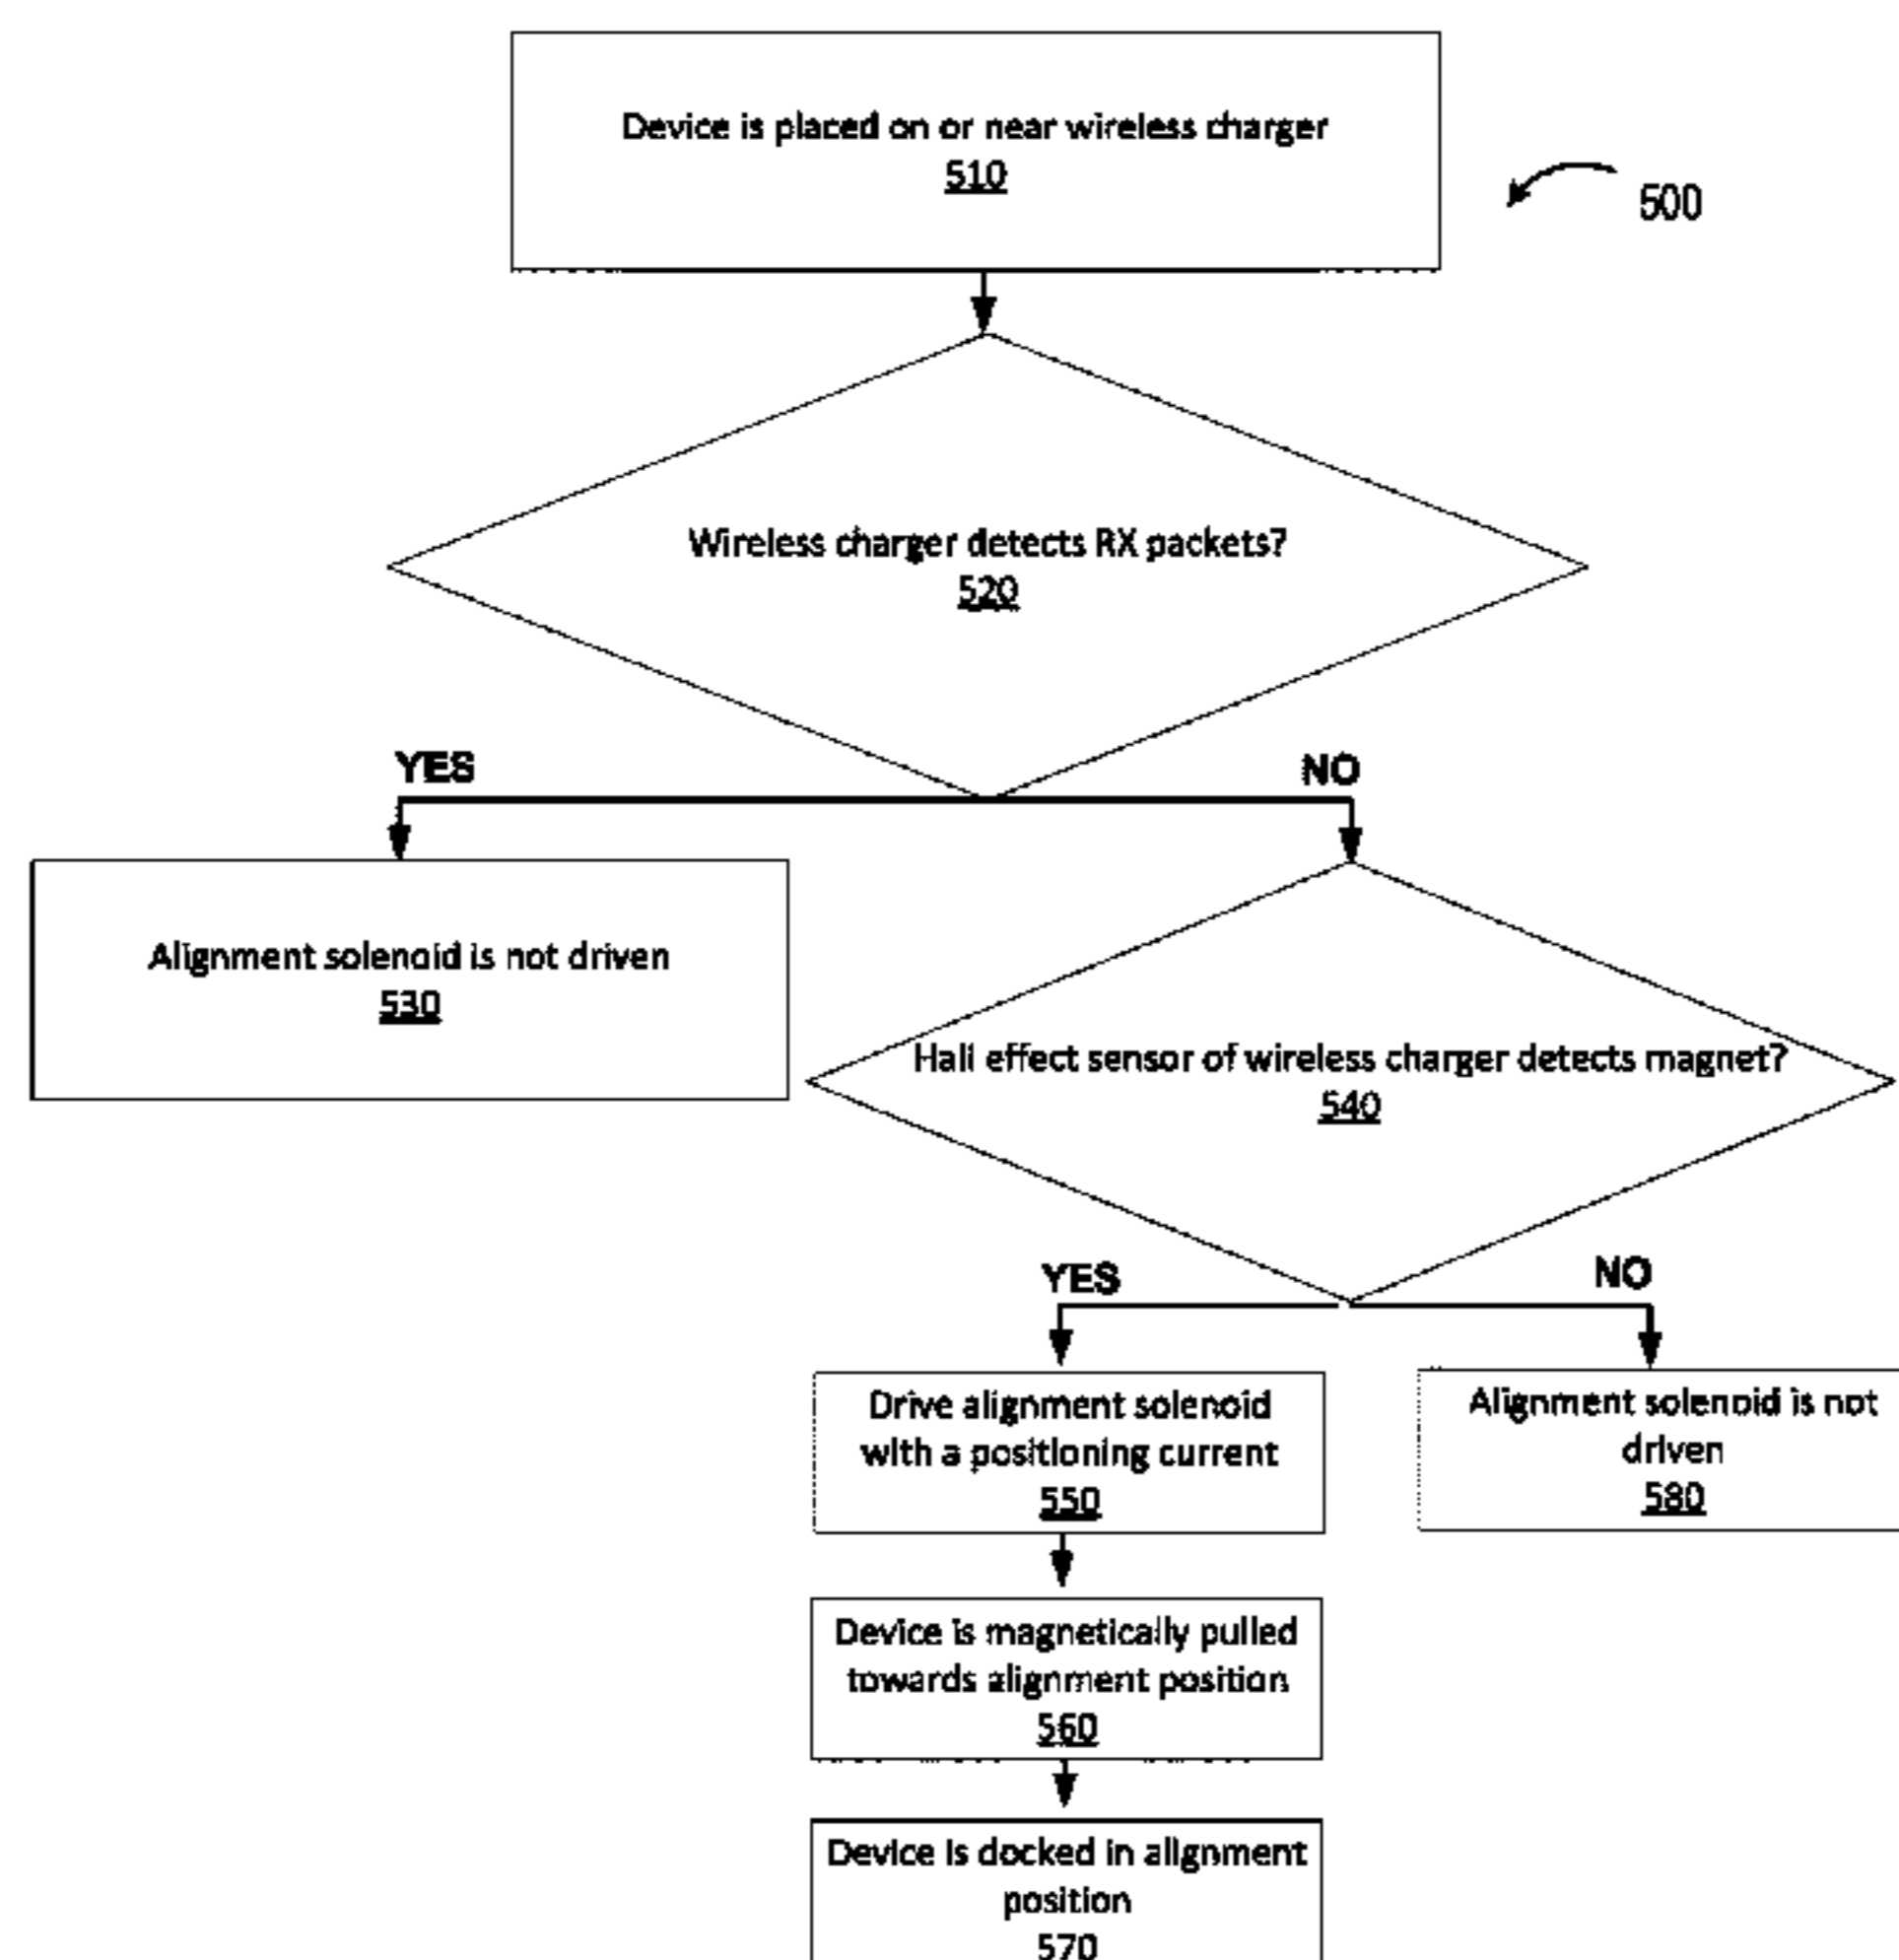 Device is placed on or near wireless charger
510
500
Wireless charger detects RX packets?
520
YES
NO
Alignment solenoid is not driven
530
Hall effect sensor of wireless charger detects magnet?
540
YES
NO
Drive alignment solenoid
with a positioning current
550
Alignment solenoid is not
driven
580
Device is magnetically pulled
towards alignment position
560
Device is docked in alignment
position
570